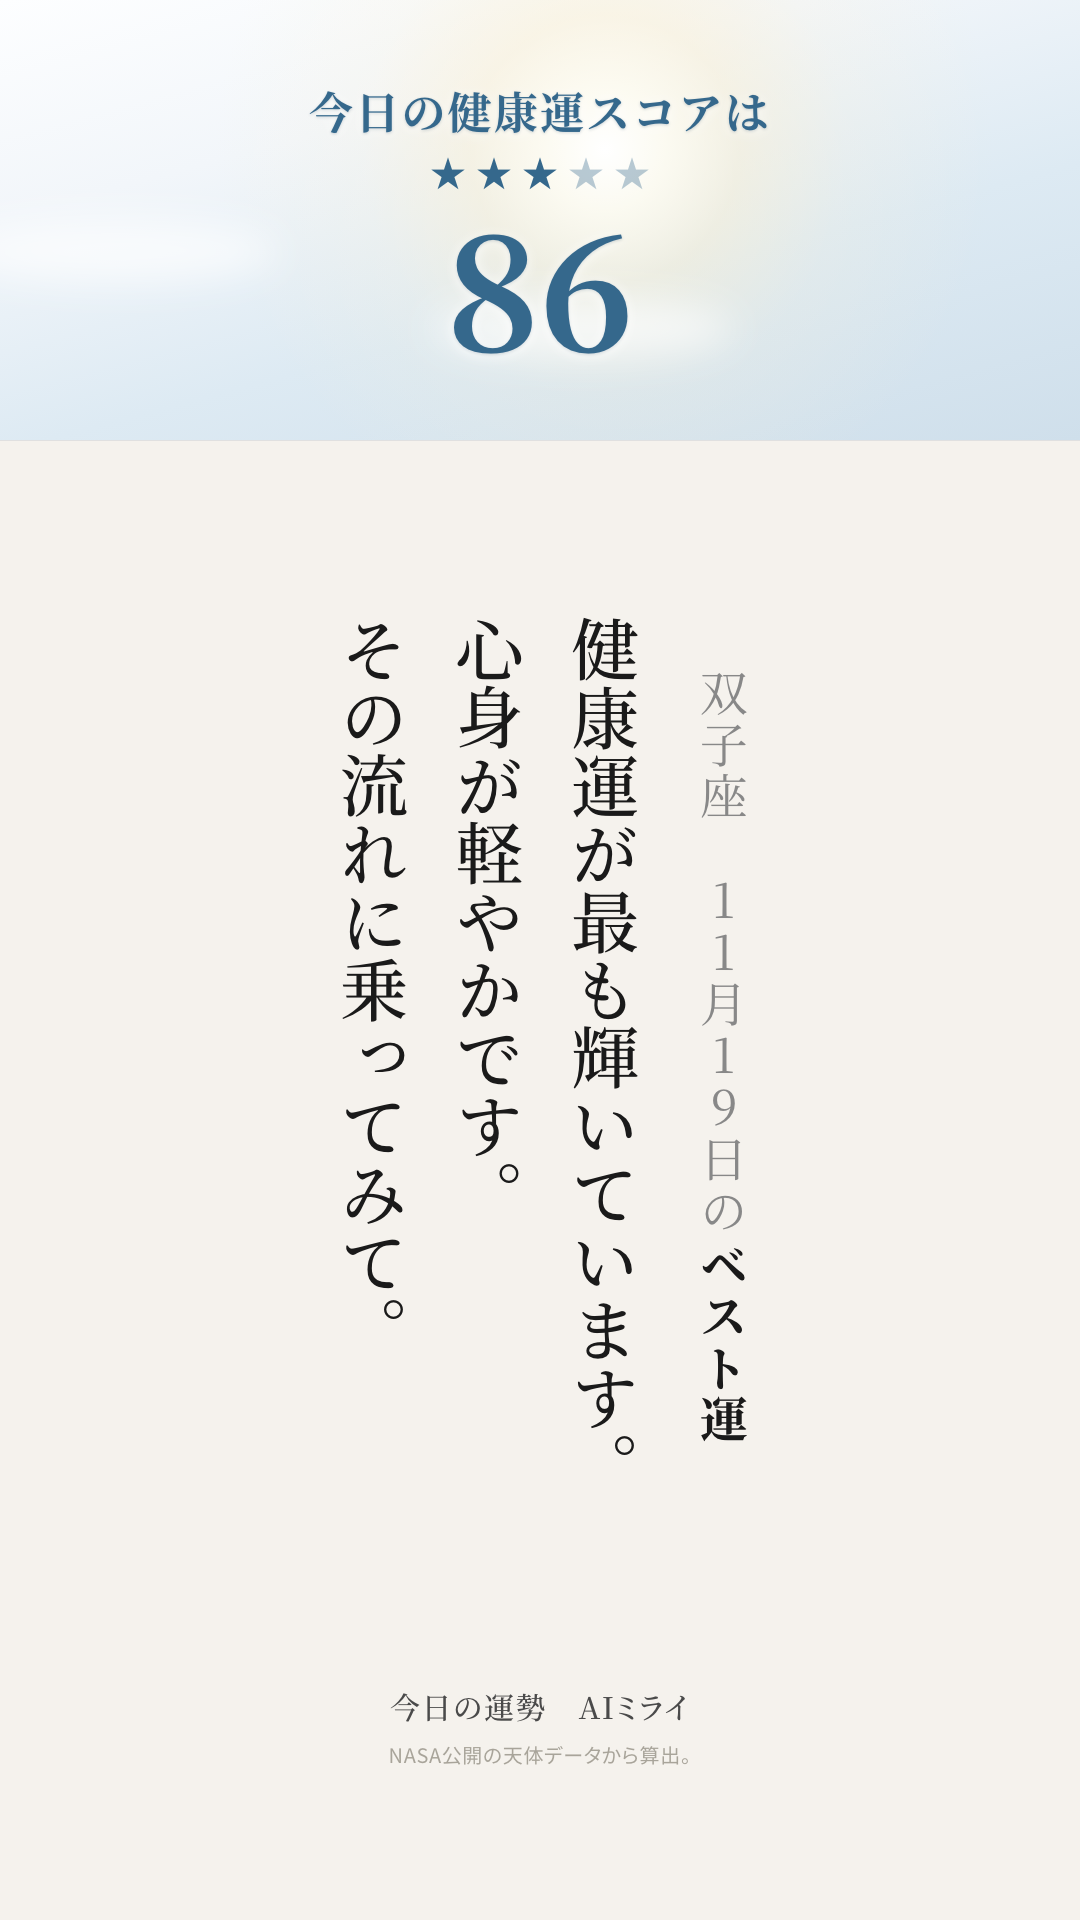 今日の健康運スコアは
★★★★★
86
双子座 11月19日のベスト運
健康運が最も輝いています。
心身が軽やかです。
その流れに乗ってみて。
今日の運勢 AIミライ
NASA公開の天体データから算出。